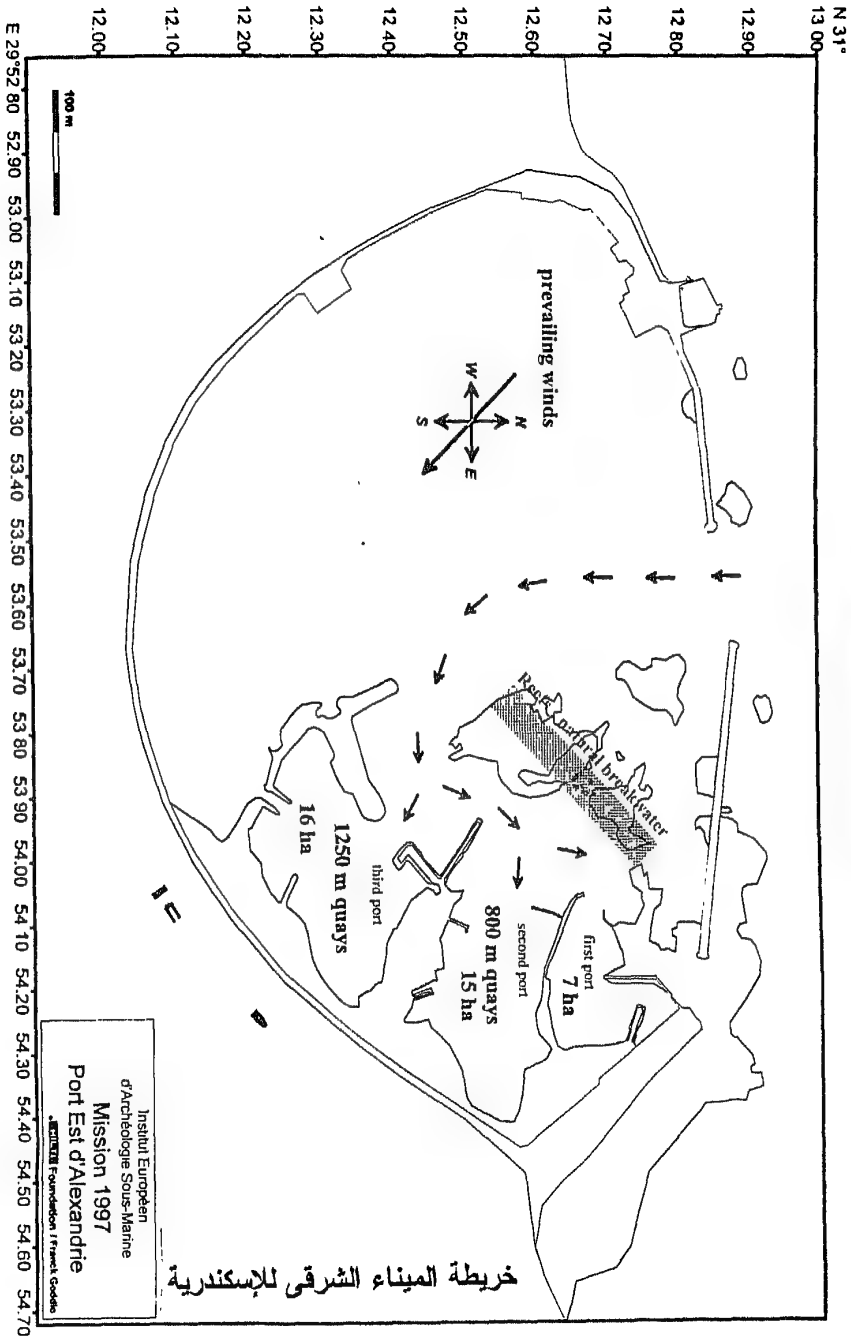 N 31°
13.00
12.90
12.80
12.70
12.60
12.50
12.40
12.30
12.20
12.10
12.00
E 29°52.80 52.90 53.00 53.10 53.20 53.30 53.40 53.50 53.60 53.70 53.80 53.90 54.00 54.10 54.20 54.30 54.40 54.50 54.60 54.70
100 m
prevailing winds
N
W
E
S
Reefs natural breakwater
first port
7 ha
second port
800 m quays
15 ha
third port
1250 m quays
16 ha
Institut Européen
d'Archéologie Sous-Marine
Mission 1997
Port Est d'Alexandrie
Foundation / Franck Goddio
خريطة الميناء الشرقى للإسكندرية